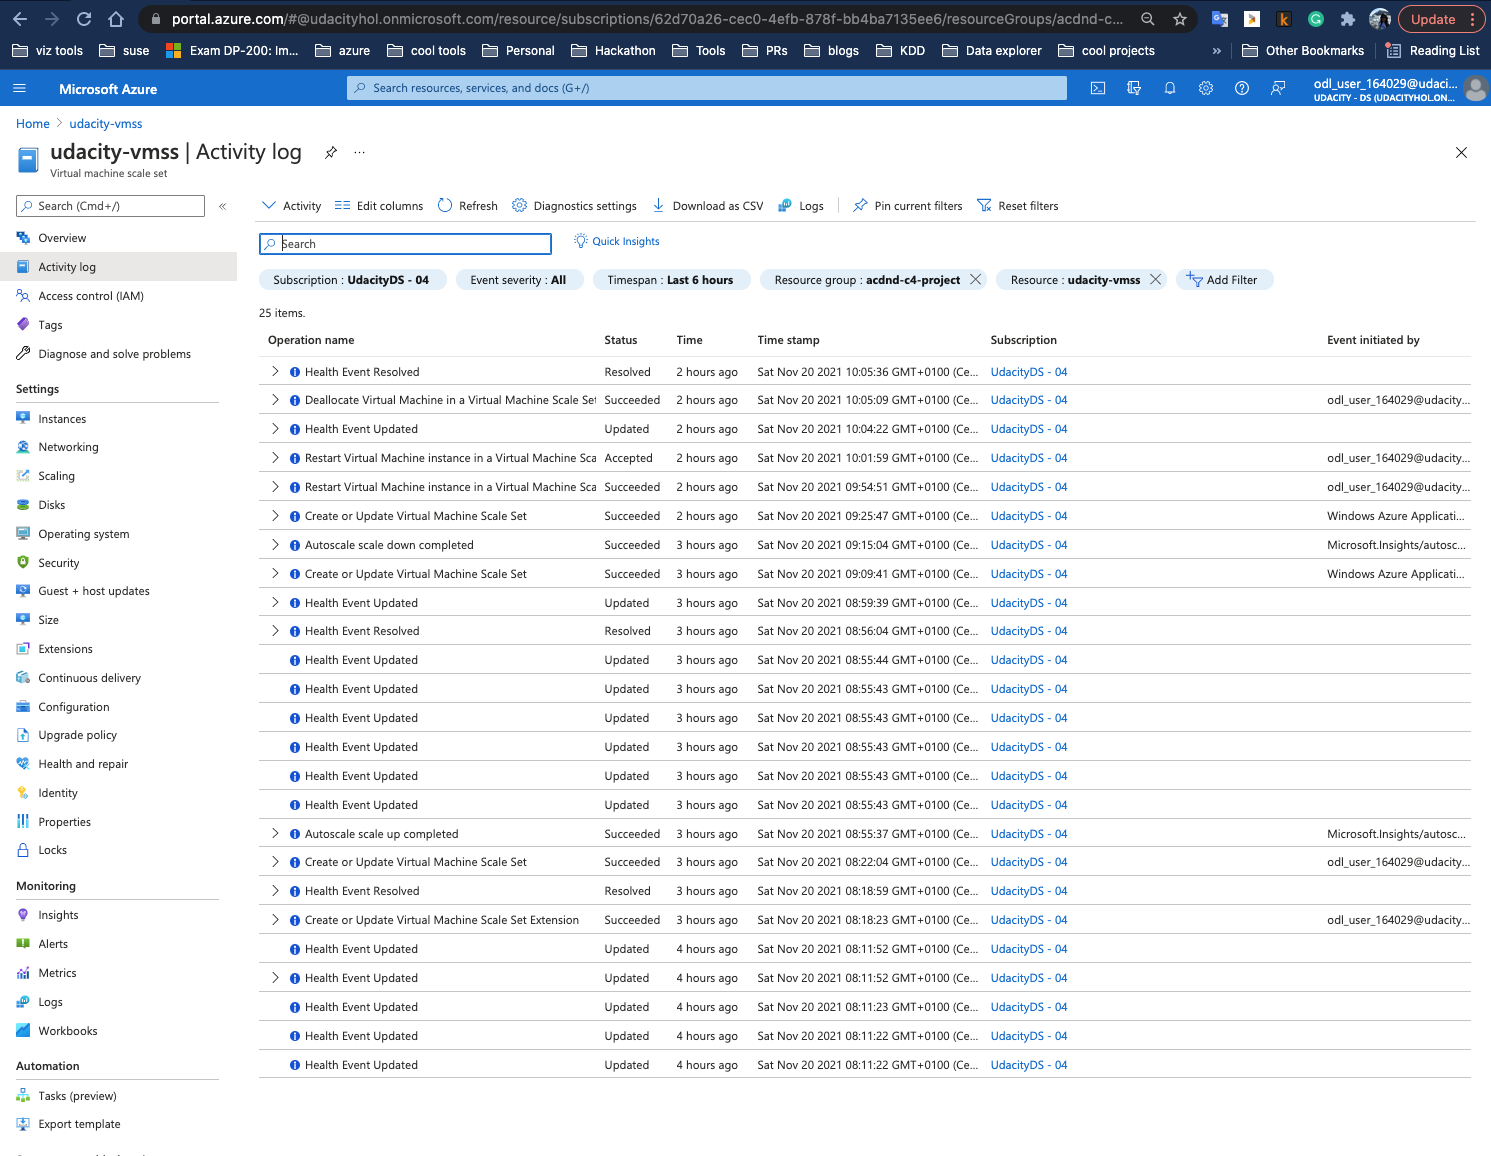 portal.azure.com/#@udacityhol.onmicrosoft.com/resource/subscriptions/62d70a26-cec0-4efb-878f-bb4ba7135ee6/resourceGroups/acdnd-c... Update
viz tools suse Exam DP-200: Im... azure cool tools Personal Hackathon Tools PRs blogs KDD Data explorer cool projects » Other Bookmarks Reading List
Microsoft Azure Search resources, services, and docs (G+/) odl_user_164029@udaci...
UDACITY - DS (UDACITYHOL.ON...
Home > udacity-vmss
udacity-vmss | Activity log ...
Virtual machine scale set
Search (Cmd+/) «
Overview
Activity log
Access control (IAM)
Tags
Diagnose and solve problems
Settings
Instances
Networking
Scaling
Disks
Operating system
Security
Guest + host updates
Size
Extensions
Continuous delivery
Configuration
Upgrade policy
Health and repair
Identity
Properties
Locks
Monitoring
Insights
Alerts
Metrics
Logs
Workbooks
Automation
Tasks (preview)
Export template
Activity Edit columns Refresh Diagnostics settings Download as CSV Logs Pin current filters Reset filters
Search Quick Insights
Subscription : UdacityDS - 04 Event severity : All Timespan : Last 6 hours Resource group : acdnd-c4-project Resource : udacity-vmss Add Filter
25 items.
Operation name Status Time Time stamp Subscription Event initiated by
Health Event Resolved Resolved 2 hours ago Sat Nov 20 2021 10:05:36 GMT+0100 (Ce... UdacityDS - 04
Deallocate Virtual Machine in a Virtual Machine Scale Set Succeeded 2 hours ago Sat Nov 20 2021 10:05:09 GMT+0100 (Ce... UdacityDS - 04 odl_user_164029@udacity...
Health Event Updated Updated 2 hours ago Sat Nov 20 2021 10:04:22 GMT+0100 (Ce... UdacityDS - 04
Restart Virtual Machine instance in a Virtual Machine Sca Accepted 2 hours ago Sat Nov 20 2021 10:01:59 GMT+0100 (Ce... UdacityDS - 04 odl_user_164029@udacity...
Restart Virtual Machine instance in a Virtual Machine Sca Succeeded 2 hours ago Sat Nov 20 2021 09:54:51 GMT+0100 (Ce... UdacityDS - 04 odl_user_164029@udacity...
Create or Update Virtual Machine Scale Set Succeeded 2 hours ago Sat Nov 20 2021 09:25:47 GMT+0100 (Ce... UdacityDS - 04 Windows Azure Applicati...
Autoscale scale down completed Succeeded 3 hours ago Sat Nov 20 2021 09:15:04 GMT+0100 (Ce... UdacityDS - 04 Microsoft.Insights/autosc...
Create or Update Virtual Machine Scale Set Succeeded 3 hours ago Sat Nov 20 2021 09:09:41 GMT+0100 (Ce... UdacityDS - 04 Windows Azure Applicati...
Health Event Updated Updated 3 hours ago Sat Nov 20 2021 08:59:39 GMT+0100 (Ce... UdacityDS - 04
Health Event Resolved Resolved 3 hours ago Sat Nov 20 2021 08:56:04 GMT+0100 (Ce... UdacityDS - 04
Health Event Updated Updated 3 hours ago Sat Nov 20 2021 08:55:44 GMT+0100 (Ce... UdacityDS - 04
Health Event Updated Updated 3 hours ago Sat Nov 20 2021 08:55:43 GMT+0100 (Ce... UdacityDS - 04
Health Event Updated Updated 3 hours ago Sat Nov 20 2021 08:55:43 GMT+0100 (Ce... UdacityDS - 04
Health Event Updated Updated 3 hours ago Sat Nov 20 2021 08:55:43 GMT+0100 (Ce... UdacityDS - 04
Health Event Updated Updated 3 hours ago Sat Nov 20 2021 08:55:43 GMT+0100 (Ce... UdacityDS - 04
Health Event Updated Updated 3 hours ago Sat Nov 20 2021 08:55:43 GMT+0100 (Ce... UdacityDS - 04
Autoscale scale up completed Succeeded 3 hours ago Sat Nov 20 2021 08:55:37 GMT+0100 (Ce... UdacityDS - 04 Microsoft.Insights/autosc...
Create or Update Virtual Machine Scale Set Succeeded 3 hours ago Sat Nov 20 2021 08:22:04 GMT+0100 (Ce... UdacityDS - 04 odl_user_164029@udacity...
Health Event Resolved Resolved 3 hours ago Sat Nov 20 2021 08:18:59 GMT+0100 (Ce... UdacityDS - 04
Create or Update Virtual Machine Scale Set Extension Succeeded 3 hours ago Sat Nov 20 2021 08:18:23 GMT+0100 (Ce... UdacityDS - 04 odl_user_164029@udacity...
Health Event Updated Updated 4 hours ago Sat Nov 20 2021 08:11:52 GMT+0100 (Ce... UdacityDS - 04
Health Event Updated Updated 4 hours ago Sat Nov 20 2021 08:11:52 GMT+0100 (Ce... UdacityDS - 04
Health Event Updated Updated 4 hours ago Sat Nov 20 2021 08:11:23 GMT+0100 (Ce... UdacityDS - 04
Health Event Updated Updated 4 hours ago Sat Nov 20 2021 08:11:22 GMT+0100 (Ce... UdacityDS - 04
Health Event Updated Updated 4 hours ago Sat Nov 20 2021 08:11:22 GMT+0100 (Ce... UdacityDS - 04